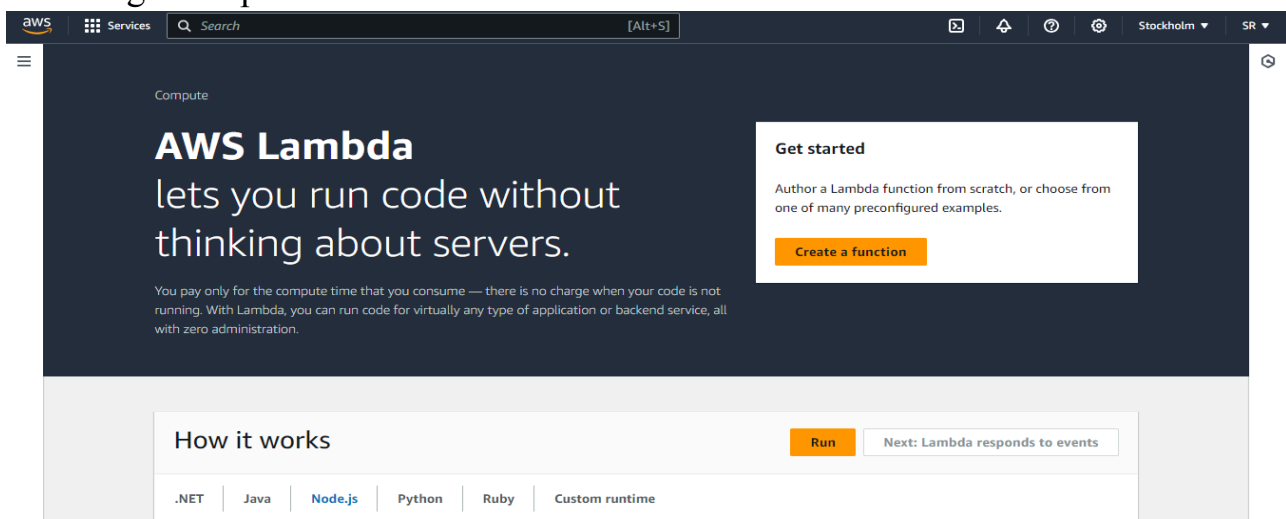 aws
Services
Search
[Alt+S]
Stockholm
SR
Compute
AWS Lambda
lets you run code without
thinking about servers.
You pay only for the compute time that you consume — there is no charge when your code is not
running. With Lambda, you can run code for virtually any type of application or backend service, all
with zero administration.
Get started
Author a Lambda function from scratch, or choose from
one of many preconfigured examples.
Create a function
How it works
Run
Next: Lambda responds to events
.NET
Java
Node.js
Python
Ruby
Custom runtime